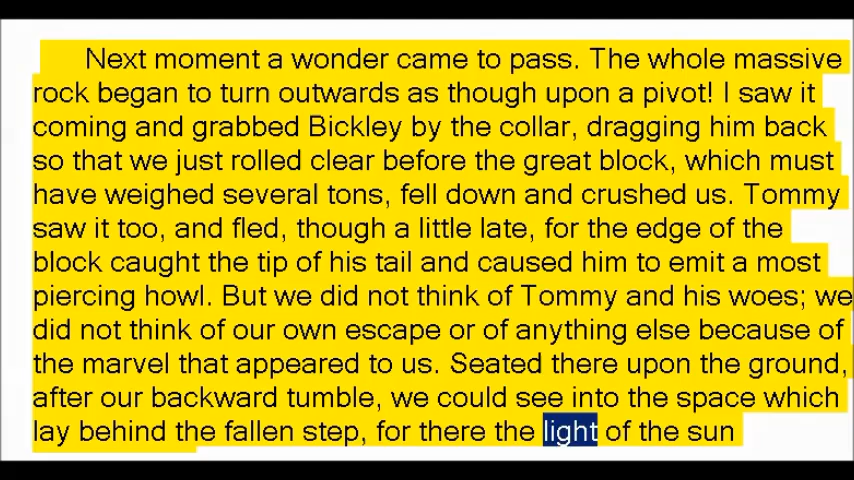 Next moment a wonder came to pass. The whole massive
rock began to turn outwards as though upon a pivot! I saw it
coming and grabbed Bickley by the collar, dragging him back
so that we just rolled clear before the great block, which must
have weighed several tons, fell down and crushed us. Tommy
saw it too, and fled, though a little late, for the edge of the
block caught the tip of his tail and caused him to emit a most
piercing howl. But we did not think of Tommy and his woes; we
did not think of our own escape or of anything else because of
the marvel that appeared to us. Seated there upon the ground,
after our backward tumble, we could see into the space which
lay behind the fallen step, for there the light of the sun